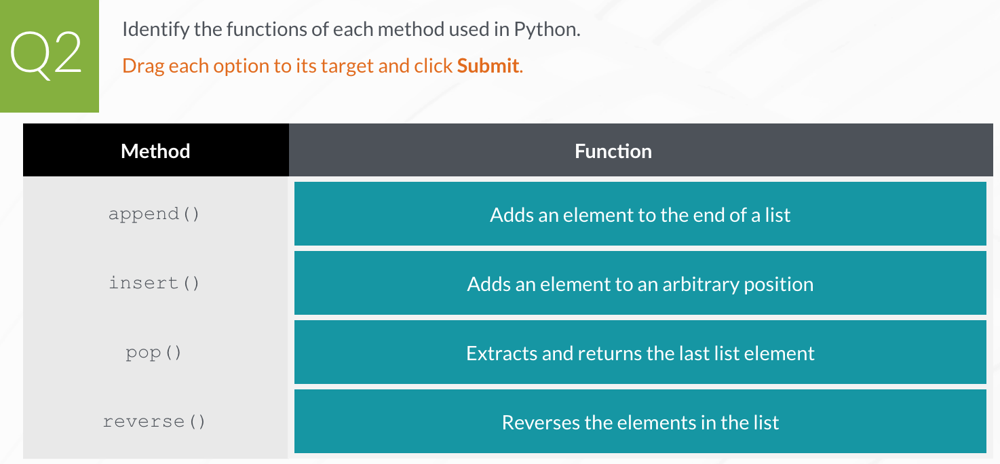 Q2
Identify the functions of each method used in Python.
Drag each option to its target and click Submit.
Method Function
append() Adds an element to the end of a list
insert() Adds an element to an arbitrary position
pop() Extracts and returns the last list element
reverse() Reverses the elements in the list